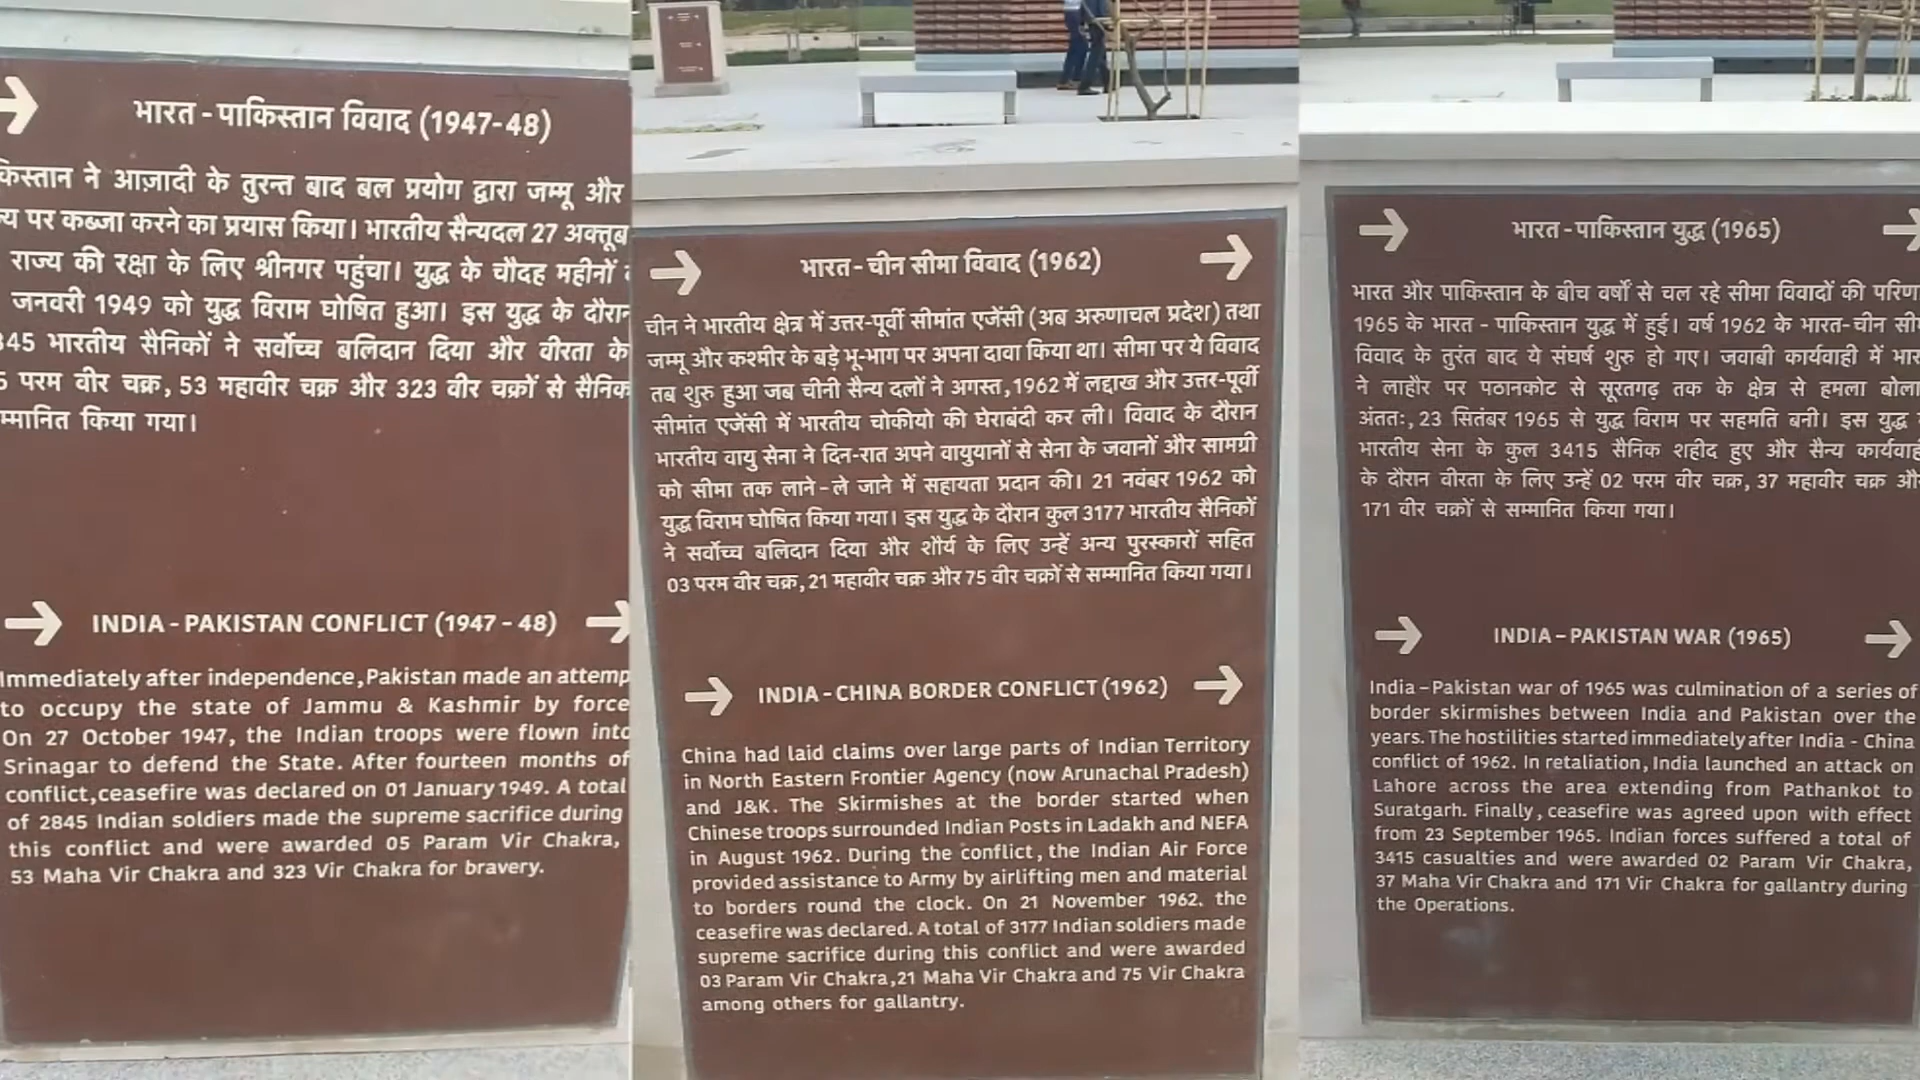 भारत - पाकिस्तान विवाद (1947-48)
किस्तान ने आज़ादी के तुरन्त बाद बल प्रयोग द्वारा जम्मू और
पर कब्जा करने का प्रयास किया। भारतीय सैन्यदल 27 अक्तूब
राज्य की रक्षा के लिए श्रीनगर पहुंचा। युद्ध के चौदह महीनों
जनवरी 1949 को युद्ध विराम घोषित हुआ। इस युद्ध के दौरान
845 भारतीय सैनिकों ने सर्वोच्च बलिदान दिया और वीरता के
5 परम वीर चक्र, 53 महावीर चक्र और 323 वीर चक्रों से सैनिक
म्मानित किया गया।
INDIA - PAKISTAN CONFLICT (1947 - 48)
Immediately after independence, Pakistan made an attemp
to occupy the state of Jammu & Kashmir by force
On 27 October 1947, the Indian troops were flown into
Srinagar to defend the State. After fourteen months of
conflict, ceasefire was declared on 01 January 1949. A total
of 2845 Indian soldiers made the supreme sacrifice during
this conflict and were awarded 05 Param Vir Chakra,
53 Maha Vir Chakra and 323 Vir Chakra for bravery.
भारत - चीन सीमा विवाद (1962)
चीन ने भारतीय क्षेत्र में उत्तर-पूर्वी सीमांत एजेंसी (अब अरुणाचल प्रदेश) तथा
जम्मू और कश्मीर के बड़े भू-भाग पर अपना दावा किया था। सीमा पर ये विवाद
तब शुरु हुआ जब चीनी सैन्य दलों ने अगस्त, 1962 में लद्दाख और उत्तर-पूर्वी
सीमांत एजेंसी में भारतीय चोकीयो की घेराबंदी कर ली। विवाद के दौरान
भारतीय वायु सेना ने दिन-रात अपने वायुयानों से सेना के जवानों और सामग्री
को सीमा तक लाने - ले जाने में सहायता प्रदान की। 21 नवंबर 1962 को
युद्ध विराम घोषित किया गया। इस युद्ध के दौरान कुल 3177 भारतीय सैनिकों
ने सर्वोच्च बलिदान दिया और शौर्य के लिए उन्हें अन्य पुरस्कारों सहित
03 परम वीर चक्र, 21 महावीर चक्र और 75 वीर चक्रों से सम्मानित किया गया।
INDIA - CHINA BORDER CONFLICT (1962)
China had laid claims over large parts of Indian Territory
in North Eastern Frontier Agency (now Arunachal Pradesh)
and J&K. The Skirmishes at the border started when
Chinese troops surrounded Indian Posts in Ladakh and NEFA
in August 1962. During the conflict, the Indian Air Force
provided assistance to Army by airlifting men and material
to borders round the clock. On 21 November 1962, the
ceasefire was declared. A total of 3177 Indian soldiers made
supreme sacrifice during this conflict and were awarded
03 Param Vir Chakra, 21 Maha Vir Chakra and 75 Vir Chakra
among others for gallantry.
भारत - पाकिस्तान युद्ध (1965)
भारत और पाकिस्तान के बीच वर्षों से चल रहे सीमा विवादों की परिण
1965 के भारत - पाकिस्तान युद्ध में हुई। वर्ष 1962 के भारत-चीन सी
विवाद के तुरंत बाद ये संघर्ष शुरु हो गए। जवाबी कार्यवाही में भार
ने लाहौर पर पठानकोट से सूरतगढ़ तक के क्षेत्र से हमला बोला
अंततः, 23 सितंबर 1965 से युद्ध विराम पर सहमति बनी। इस युद्ध
भारतीय सेना के कुल 3415 सैनिक शहीद हुए और सैन्य कार्यवाह
के दौरान वीरता के लिए उन्हें 02 परम वीर चक्र, 37 महावीर चक्र औ
171 वीर चक्रों से सम्मानित किया गया।
INDIA - PAKISTAN WAR (1965)
India - Pakistan war of 1965 was culmination of a series of
border skirmishes between India and Pakistan over the
years. The hostilities started immediately after India - China
conflict of 1962. In retaliation, India launched an attack on
Lahore across the area extending from Pathankot to
Suratgarh. Finally, ceasefire was agreed upon with effect
from 23 September 1965. Indian forces suffered a total of
3415 casualties and were awarded 02 Param Vir Chakra,
37 Maha Vir Chakra and 171 Vir Chakra for gallantry during
the Operations.